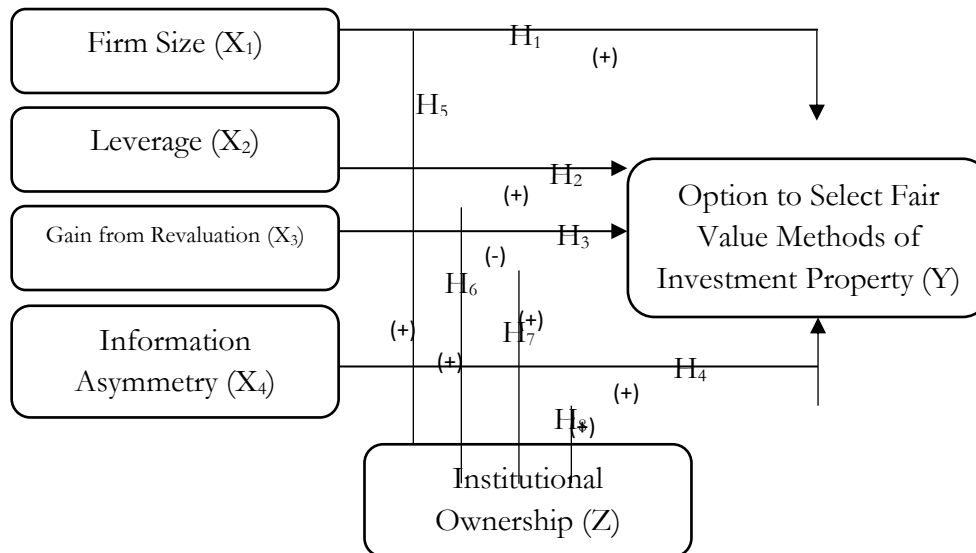 Firm Size (X₁)
H₁
(+)
H₅
Leverage (X₂)
H₂
(+)
Option to Select Fair
Value Methods of
Investment Property (Y)
Gain from Revaluation (X₃)
H₃
(-)
H₆
(+)
H₇
(+)
(+)
Information
Asymmetry (X₄)
H₄
(+)
H₈
(+)
Institutional
Ownership (Z)